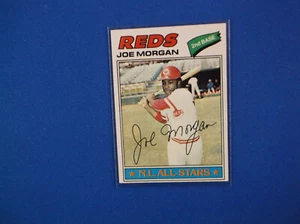 REDS
JOE MORGAN
2nd BASE
Joe Morgan
★ N.L. ALL-STARS ★